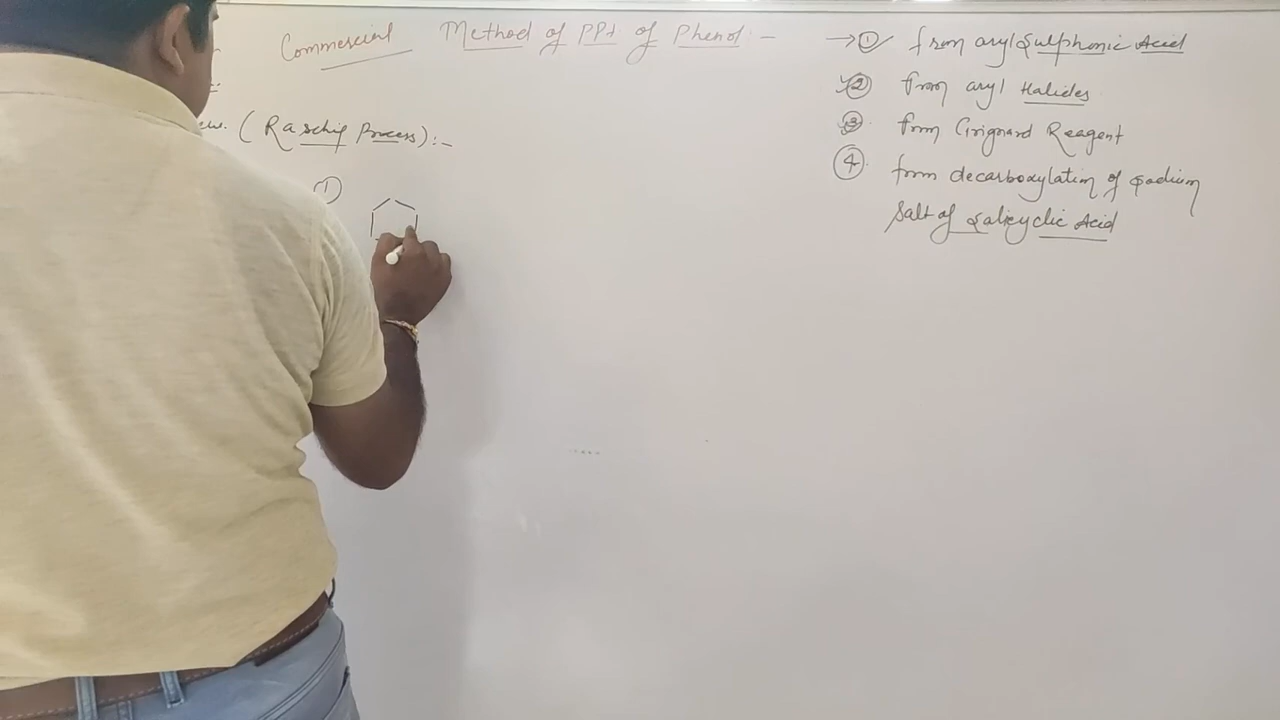 Commercial Method of PPt of Phenol :-
(Raschig Process):-
①
→① from aryl Sulphonic Acid
② from aryl Halides
③ from Grignard Reagent
④ from decarboxylation of Sodium
Salt of Salicyclic Acid